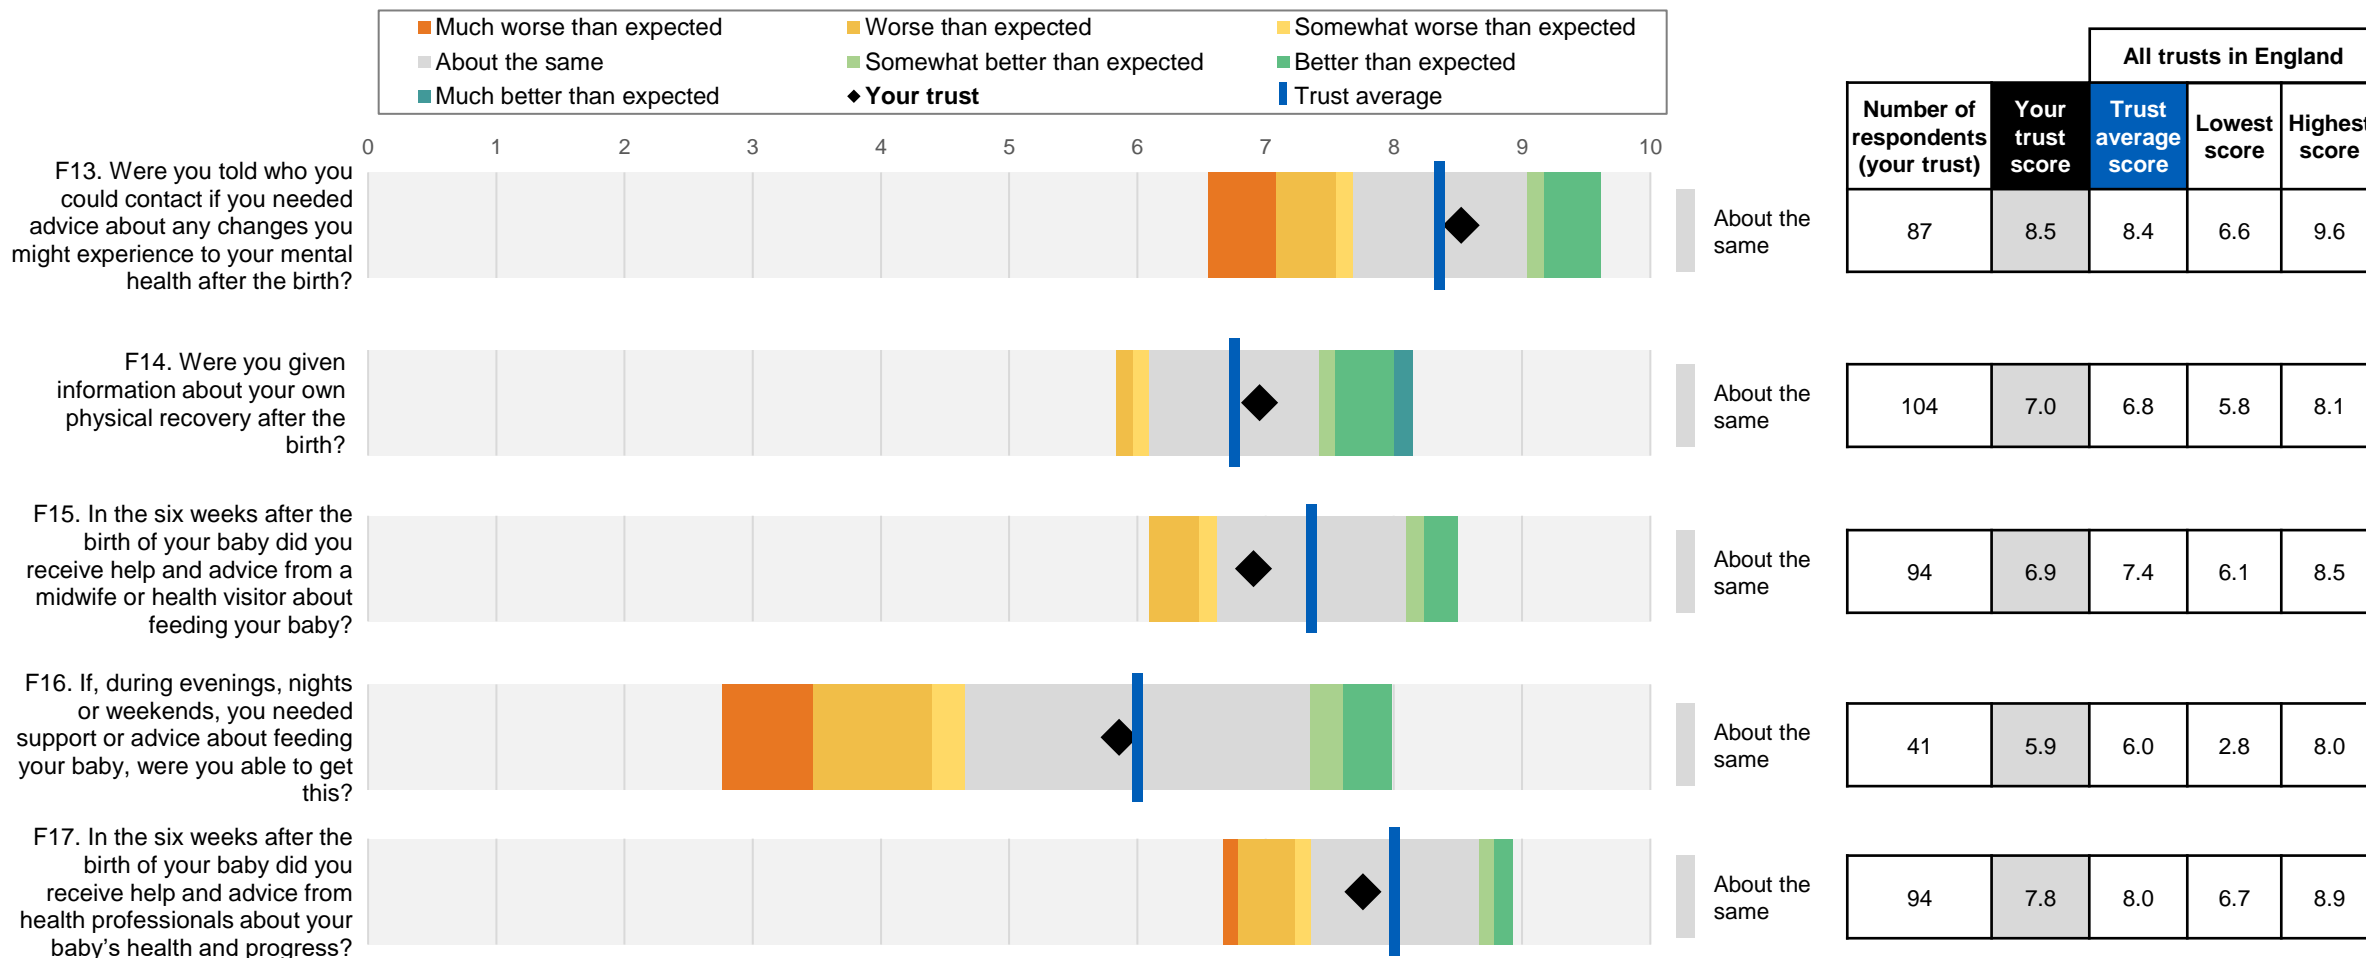 Much worse than expected
Worse than expected
Somewhat worse than expected
About the same
Somewhat better than expected
Better than expected
Much better than expected
Your trust
Trust average
All trusts in England
Number of respondents (your trust)
Your trust score
Trust average score
Lowest score
Highest score
0 1 2 3 4 5 6 7 8 9 10
F13. Were you told who you
could contact if you needed
advice about any changes you
might experience to your mental
health after the birth?
About the
same
87 8.5 8.4 6.6 9.6
F14. Were you given
information about your own
physical recovery after the
birth?
About the
same
104 7.0 6.8 5.8 8.1
F15. In the six weeks after the
birth of your baby did you
receive help and advice from a
midwife or health visitor about
feeding your baby?
About the
same
94 6.9 7.4 6.1 8.5
F16. If, during evenings, nights
or weekends, you needed
support or advice about feeding
your baby, were you able to get
this?
About the
same
41 5.9 6.0 2.8 8.0
F17. In the six weeks after the
birth of your baby did you
receive help and advice from
health professionals about your
baby's health and progress?
About the
same
94 7.8 8.0 6.7 8.9